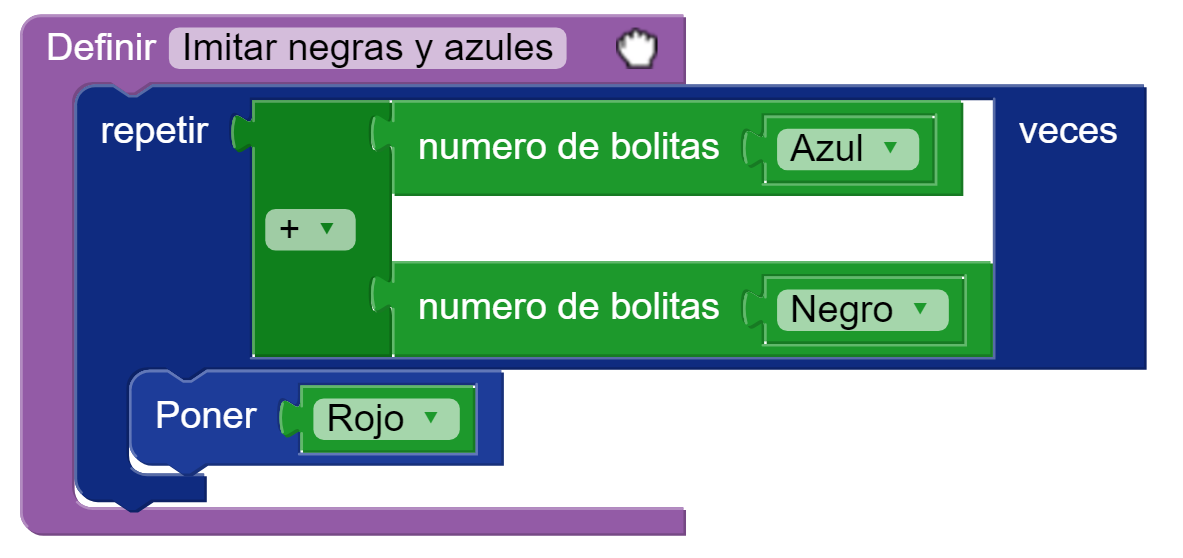 Definir Imitar negras y azules
repetir numero de bolitas Azul ▼ veces
+ ▼
numero de bolitas Negro ▼
Poner Rojo ▼